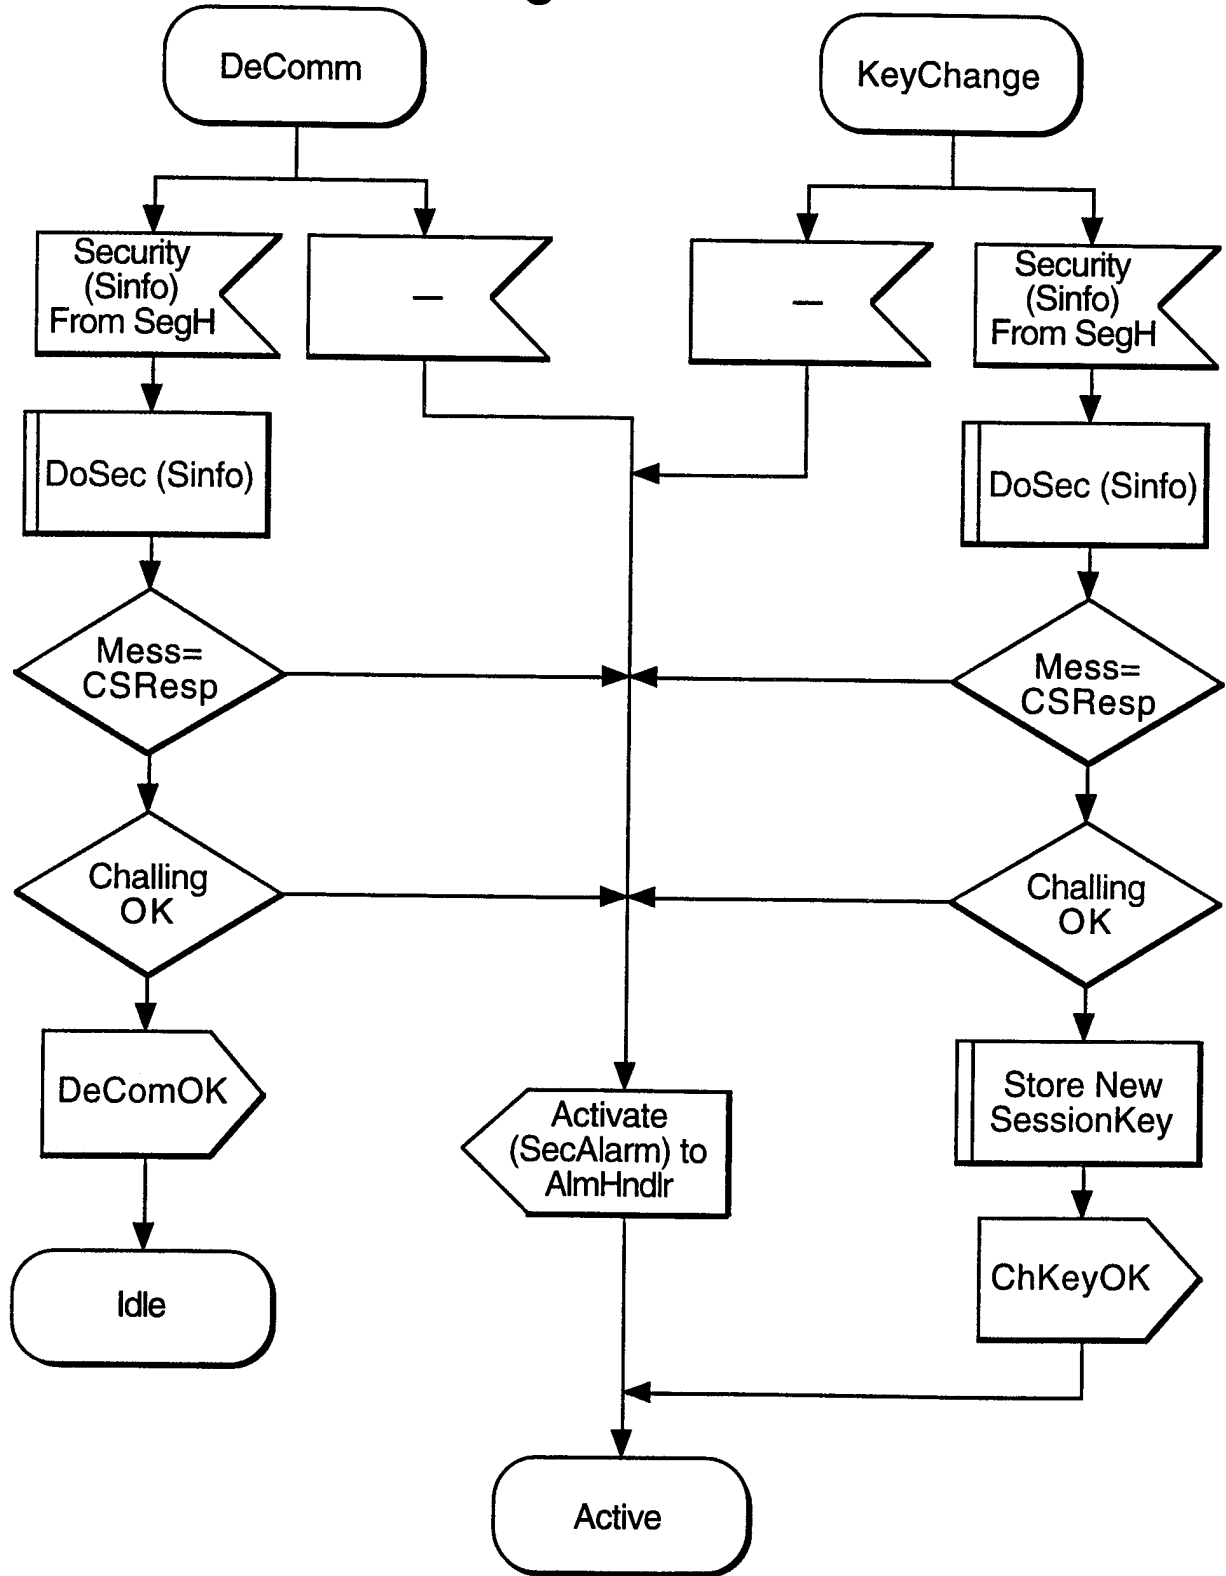 DeComm
KeyChange
Security
(Sinfo)
From SegH
—
—
Security
(Sinfo)
From SegH
DoSec (Sinfo)
DoSec (Sinfo)
Mess=
CSResp
Mess=
CSResp
Challing
OK
Challing
OK
DeComOK
Activate
(SecAlarm) to
AlmHndlr
Store New
SessionKey
Idle
ChKeyOK
Active